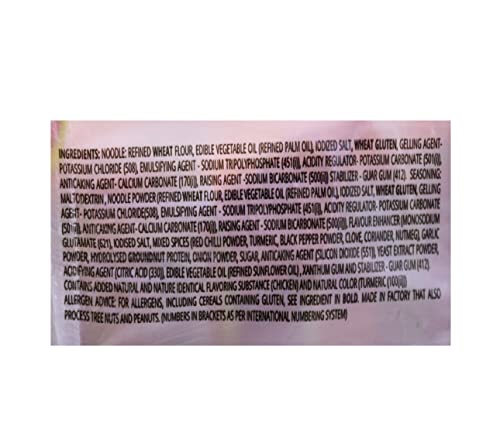 INGREDIENTS: NOODLE: REFINED WHEAT FLOUR, EDIBLE VEGETABLE OIL (REFINED PALM OIL), IODIZED SALT, WHEAT GLUTEN, GELLING AGENT-
POTASSIUM CHLORIDE (508), EMULSIFYING AGENT - SODIUM TRIPOLYPHOSPHATE (451(i)), ACIDITY REGULATOR- POTASSIUM CARBONATE (501(i)),
ANTICAKING AGENT- CALCIUM CARBONATE (170(i)), RAISING AGENT - SODIUM BICARBONATE (500(ii)) STABILIZER - GUAR GUM (412). SEASONING:
MALTODEXTRIN, NOODLE POWDER (REFINED WHEAT FLOUR, EDIBLE VEGETABLE OIL (REFINED PALM OIL), IODIZED SALT, WHEAT GLUTEN, GELLING
AGENT- POTASSIUM CHLORIDE(508), EMULSIFYING AGENT - SODIUM TRIPOLYPHOSPHATE (451(i)), ACIDITY REGULATOR- POTASSIUM CARBONATE
(501(i)), ANTICAKING AGENT- CALCIUM CARBONATE (170(i)), RAISING AGENT - SODIUM BICARBONATE (500(ii)), FLAVOUR ENHANCER (MONOSODIUM
GLUTAMATE (621), IODISED SALT, MIXED SPICES (RED CHILLI POWDER, TURMERIC, BLACK PEPPER POWDER, CLOVE, CORIANDER, NUTMEG), GARLIC
POWDER, HYDROLYSED GROUNDNUT PROTEIN, ONION POWDER, SUGAR, ANTICAKING AGENT (SILICON DIOXIDE (551)), YEAST EXTRACT POWDER,
ACIDIFYING AGENT (CITRIC ACID (330)), EDIBLE VEGETABLE OIL (REFINED SUNFLOWER OIL), XANTHUM GUM AND STABILIZER - GUAR GUM (412).
CONTAINS ADDED NATURAL AND NATURE IDENTICAL FLAVORING SUBSTANCE (CHICKEN) AND NATURAL COLOR (TURMERIC (100(i))
ALLERGEN ADVICE: FOR ALLERGENS, INCLUDING CEREALS CONTAINING GLUTEN, SEE INGREDIENT IN BOLD. MADE IN FACTORY THAT ALSO
PROCESS TREE NUTS AND PEANUTS. (NUMBERS IN BRACKETS AS PER INTERNATIONAL NUMBERING SYSTEM)